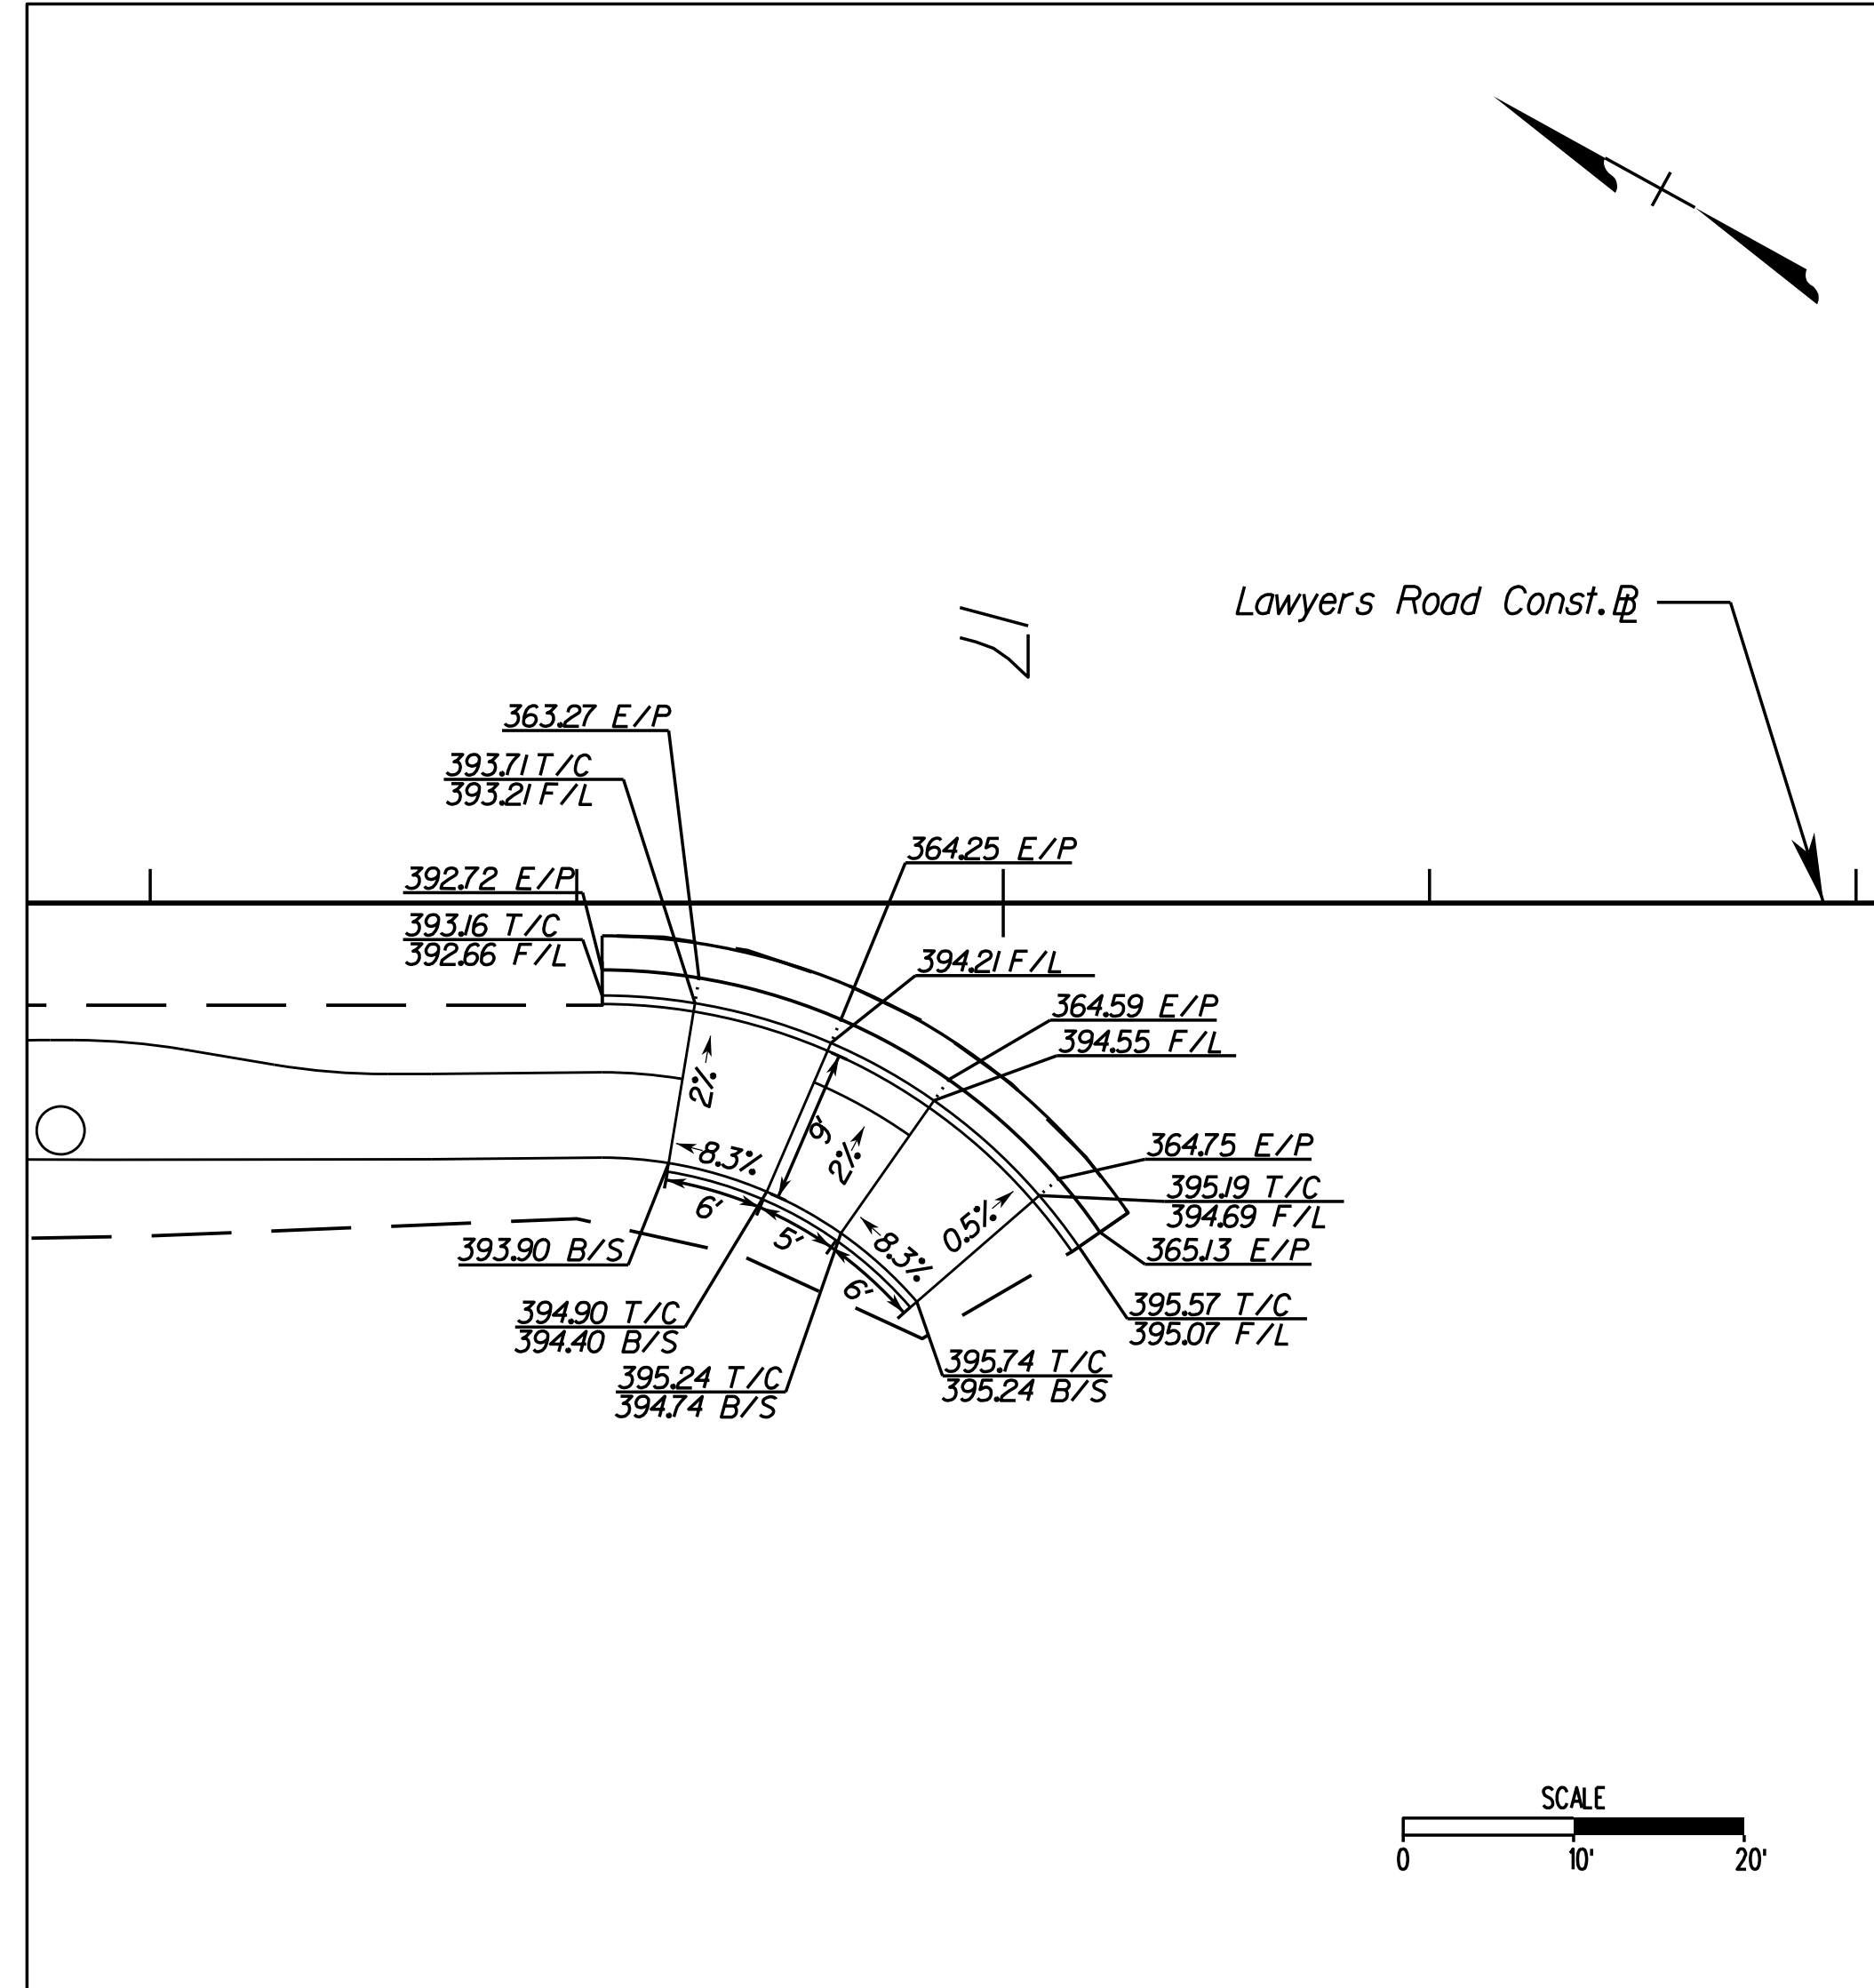 Lawyers Road Const. BL
363.27 E/P
393.71 T/C
393.21 F/L
364.25 E/P
392.72 E/P
393.16 T/C
392.66 F/L
394.21 F/L
364.59 E/P
394.55 F/L
2%
9'
2%
8.3%
6'
5'
8.3%
0.5%
6'
364.75 E/P
395.19 T/C
394.69 F/L
365.13 E/P
393.90 B/S
394.90 T/C
394.40 B/S
395.57 T/C
395.07 F/L
395.24 T/C
394.74 B/S
395.74 T/C
395.24 B/S
SCALE
0 10' 20'